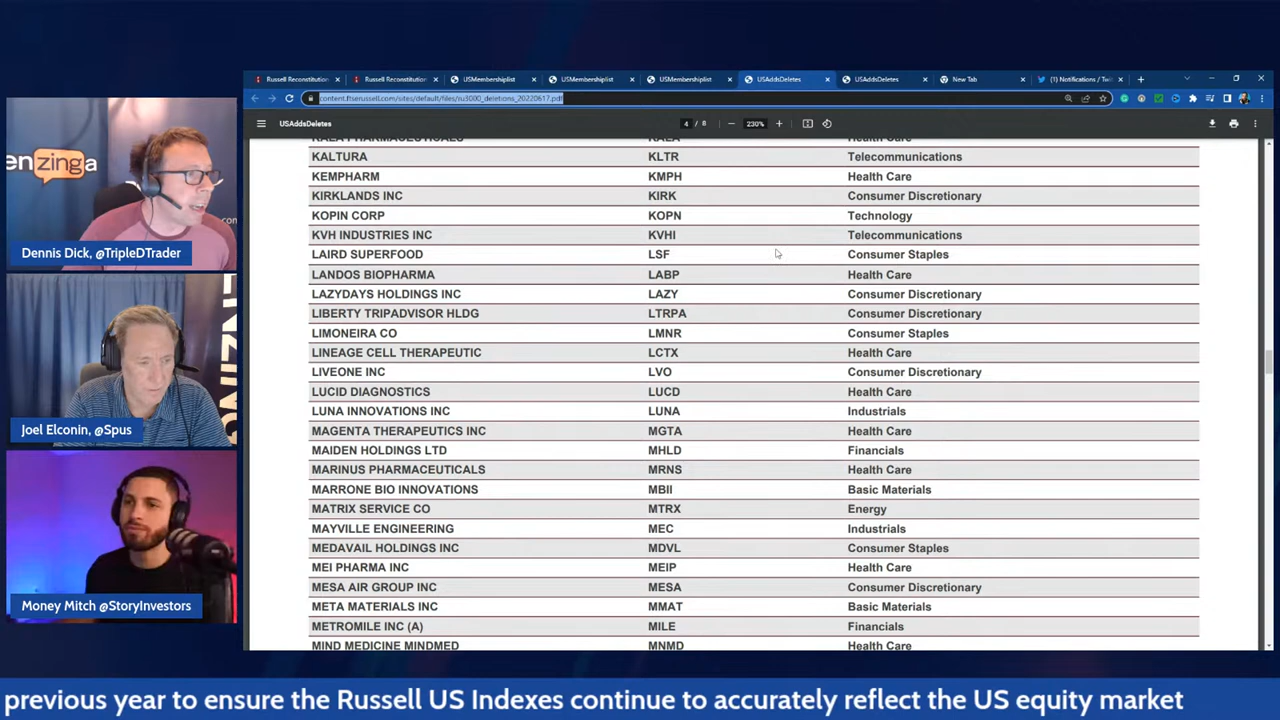 Russell Reconstitution
Russell Reconstitution
USMembershiplist
USMembershiplist
USMembershiplist
USAddsDeletes
USAddsDeletes
New Tab
(1) Notifications / Twi
content.ftserussell.com/sites/default/files/ru3000_deletions_20220617.pdf
USAddsDeletes
4 / 8
230%
KALA PHARMACEUTICALS KALA Health Care
KALTURA KLTR Telecommunications
KEMPHARM KMPH Health Care
KIRKLANDS INC KIRK Consumer Discretionary
KOPIN CORP KOPN Technology
KVH INDUSTRIES INC KVHI Telecommunications
LAIRD SUPERFOOD LSF Consumer Staples
LANDOS BIOPHARMA LABP Health Care
LAZYDAYS HOLDINGS INC LAZY Consumer Discretionary
LIBERTY TRIPADVISOR HLDG LTRPA Consumer Discretionary
LIMONEIRA CO LMNR Consumer Staples
LINEAGE CELL THERAPEUTIC LCTX Health Care
LIVEONE INC LVO Consumer Discretionary
LUCID DIAGNOSTICS LUCD Health Care
LUNA INNOVATIONS INC LUNA Industrials
MAGENTA THERAPEUTICS INC MGTA Health Care
MAIDEN HOLDINGS LTD MHLD Financials
MARINUS PHARMACEUTICALS MRNS Health Care
MARRONE BIO INNOVATIONS MBII Basic Materials
MATRIX SERVICE CO MTRX Energy
MAYVILLE ENGINEERING MEC Industrials
MEDAVAIL HOLDINGS INC MDVL Consumer Staples
MEI PHARMA INC MEIP Health Care
MESA AIR GROUP INC MESA Consumer Discretionary
META MATERIALS INC MMAT Basic Materials
METROMILE INC (A) MILE Financials
MIND MEDICINE MINDMED MNMD Health Care
enzinga
Dennis Dick, @TripleDTrader
ENZING
Joel Elconin, @Spus
Money Mitch @StoryInvestors
previous year to ensure the Russell US Indexes continue to accurately reflect the US equity market